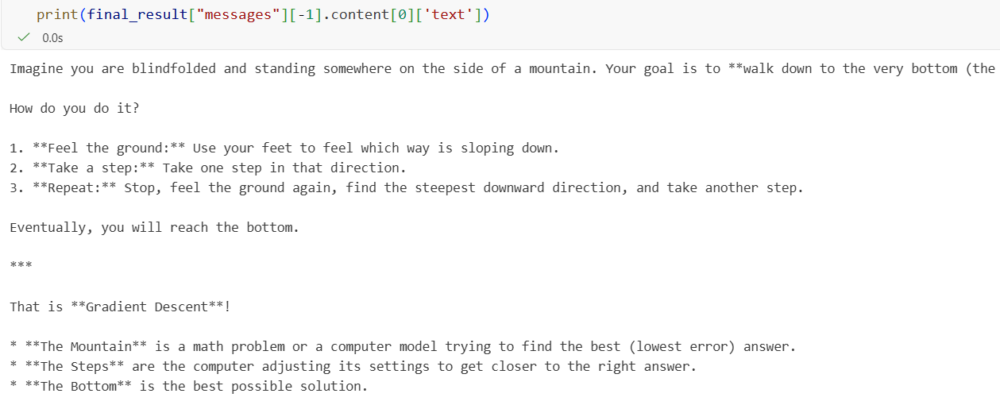 print(final_result["messages"][-1].content[0]['text'])
0.0s
Imagine you are blindfolded and standing somewhere on the side of a mountain. Your goal is to **walk down to the very bottom (the
How do you do it?
1. **Feel the ground:** Use your feet to feel which way is sloping down.
2. **Take a step:** Take one step in that direction.
3. **Repeat:** Stop, feel the ground again, find the steepest downward direction, and take another step.
Eventually, you will reach the bottom.
***
That is **Gradient Descent**!
* **The Mountain** is a math problem or a computer model trying to find the best (lowest error) answer.
* **The Steps** are the computer adjusting its settings to get closer to the right answer.
* **The Bottom** is the best possible solution.